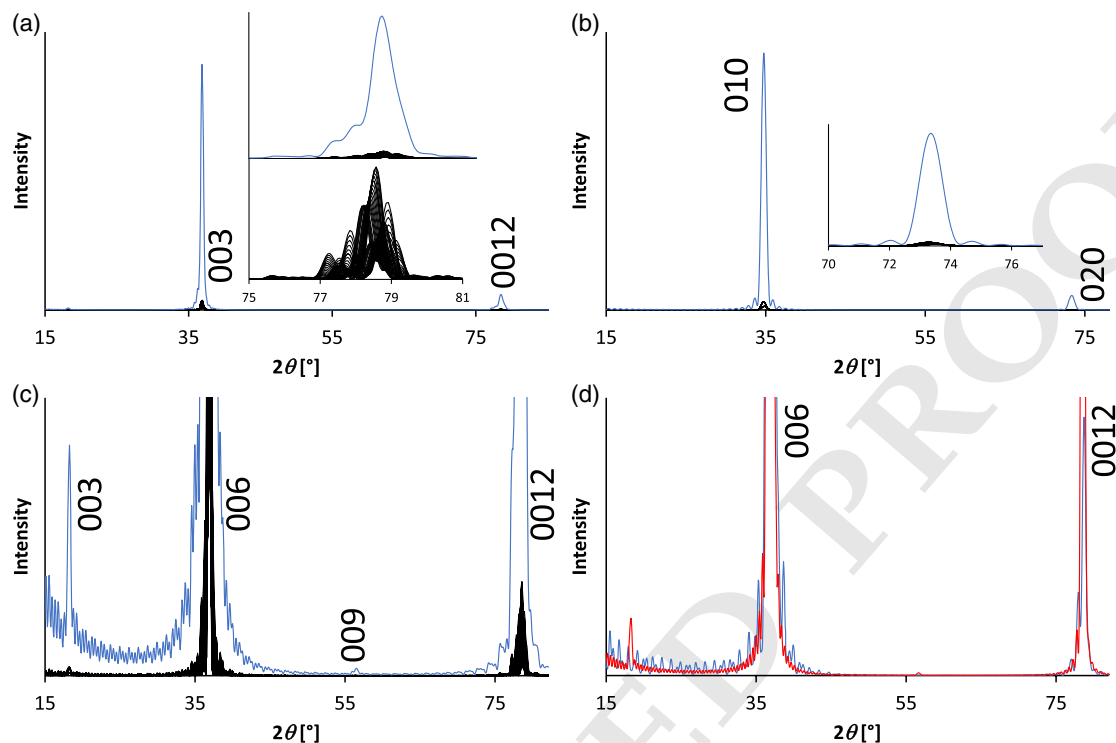 (a)
Intensity
003
0012
75 77 79 81
15 35 55 75
2θ [°]
(b)
Intensity
010
020
70 72 74 76
15 35 55 75
2θ [°]
(c)
Intensity
003
006
009
0012
15 35 55 75
2θ [°]
(d)
Intensity
006
0012
15 35 55 75
2θ [°]
ED PROO